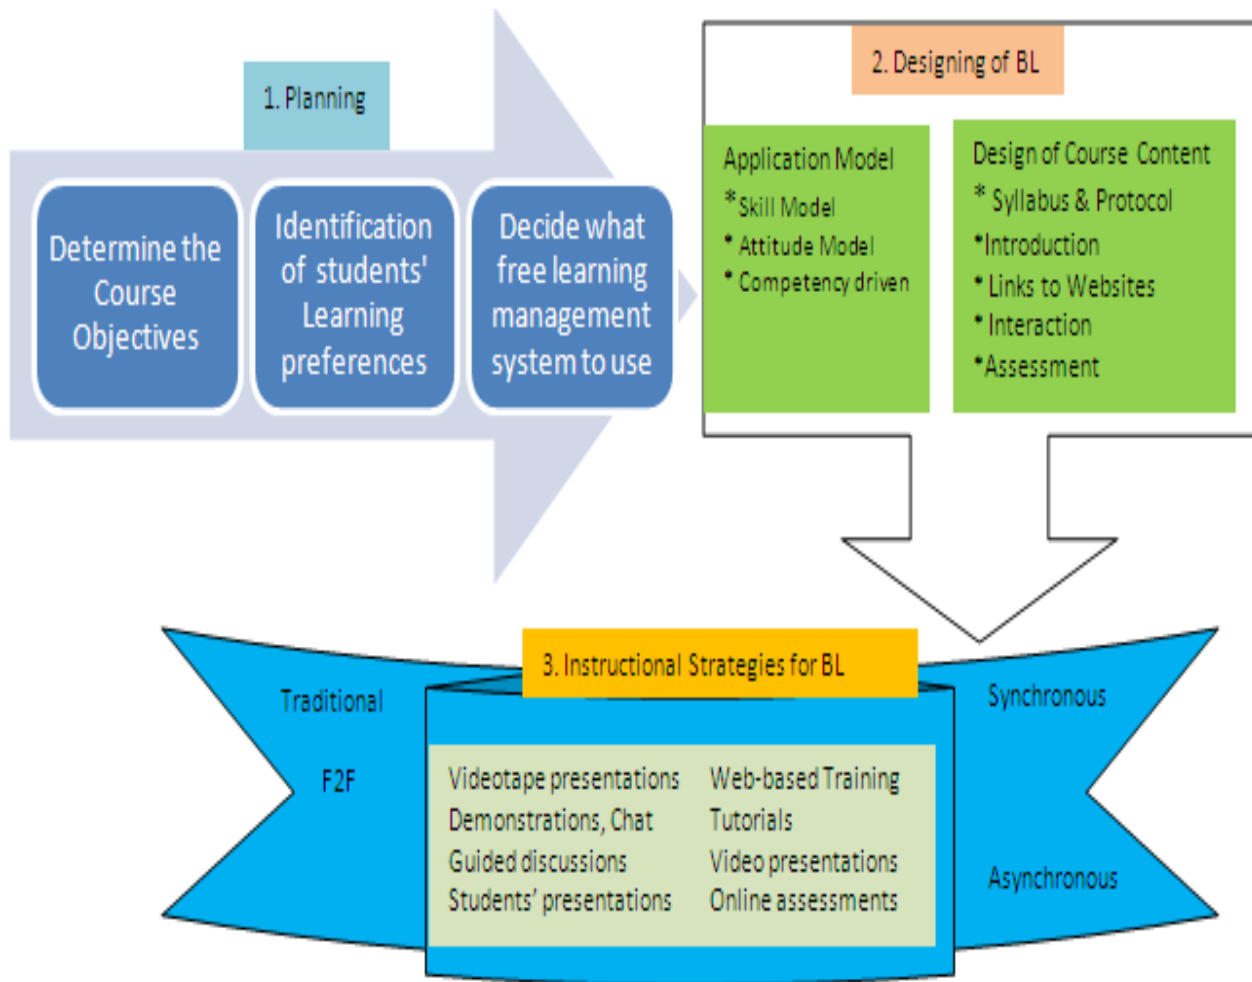 1. Planning
Determine the
Course
Objectives
Identification
of students'
Learning
preferences
Decide what
free learning
management
system to use
2. Designing of BL
Application Model
* Skill Model
* Attitude Model
* Competency driven
Design of Course Content
* Syllabus & Protocol
*Introduction
* Links to Websites
* Interaction
*Assessment
3. Instructional Strategies for BL
Traditional
F2F
Videotape presentations
Demonstrations, Chat
Guided discussions
Students’ presentations
Web-based Training
Tutorials
Video presentations
Online assessments
Synchronous
Asynchronous